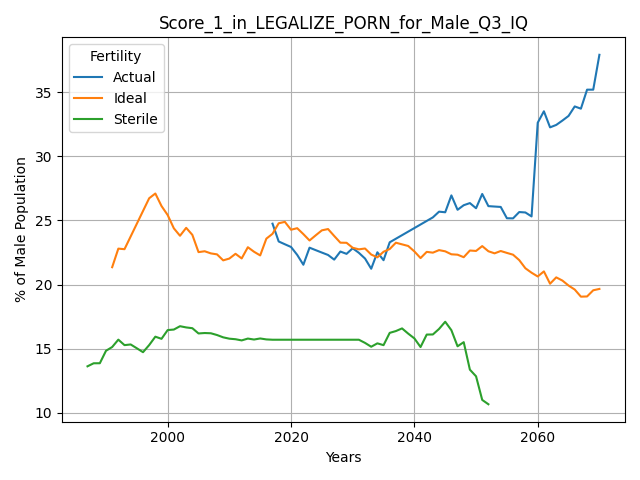 Score_1_in_LEGALIZE_PORN_for_Male_Q3_IQ
Fertility
Actual
Ideal
Sterile
% of Male Population
35
30
25
20
15
10
2000
2020
2040
2060
Years